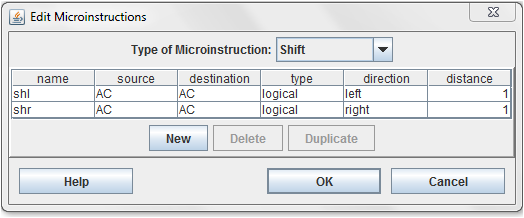 Edit Microinstructions
Type of Microinstruction: Shift
name source destination type direction distance
shl AC AC logical left 1
shr AC AC logical right 1
New Delete Duplicate
Help OK Cancel